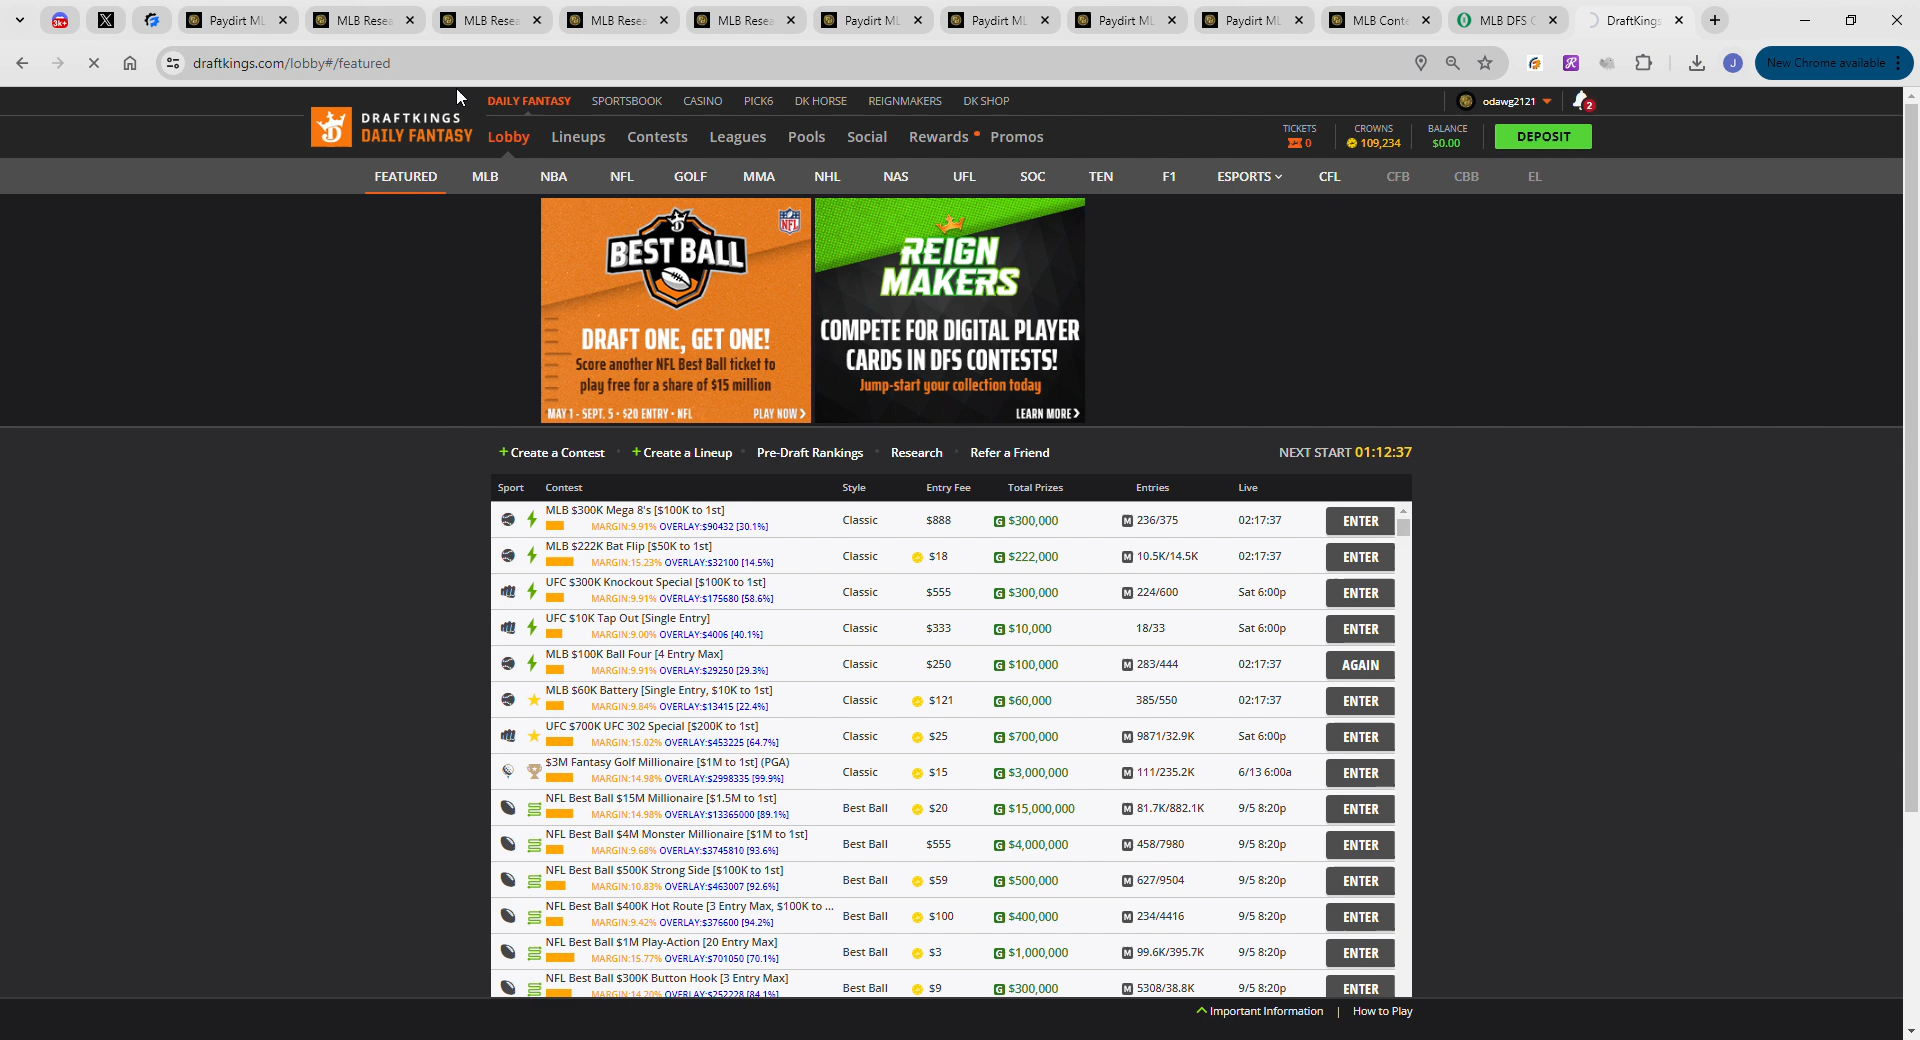 3K+
Paydirt ML
MLB Resea
MLB Resea
MLB Resea
MLB Resea
Paydirt ML
Paydirt ML
Paydirt ML
Paydirt ML
MLB Conte
MLB DFS
DraftKings
draftkings.com/lobby#/featured
J
New Chrome available
DAILY FANTASY SPORTSBOOK CASINO PICK6 DK HORSE REIGNMAKERS DK SHOP
odawg2121
2
DRAFTKINGS
DAILY FANTASY
Lobby Lineups Contests Leagues Pools Social Rewards Promos
TICKETS
0
CROWNS
109,234
BALANCE
$0.00
DEPOSIT
FEATURED MLB NBA NFL GOLF MMA NHL NAS UFL SOC TEN F1 ESPORTS CFL CFB CBB EL
NFL
BEST BALL
DRAFT ONE, GET ONE!
Score another NFL Best Ball ticket to
play free for a share of $15 million
MAY 1 - SEPT. 5 • $20 ENTRY • NFL PLAY NOW >
REIGN
MAKERS
COMPETE FOR DIGITAL PLAYER
CARDS IN DFS CONTESTS!
Jump-start your collection today
LEARN MORE >
+ Create a Contest + Create a Lineup Pre-Draft Rankings Research Refer a Friend NEXT START 01:12:37
Sport Contest Style Entry Fee Total Prizes Entries Live
MLB $300K Mega 8's [$100K to 1st]
MARGIN:9.91% OVERLAY:$90432 [30.1%]
Classic $888 G $300,000 M 236/375 02:17:37 ENTER
MLB $222K Bat Flip [$50K to 1st]
MARGIN:15.23% OVERLAY:$32100 [14.5%]
Classic $18 G $222,000 M 10.5K/14.5K 02:17:37 ENTER
UFC $300K Knockout Special [$100K to 1st]
MARGIN:9.91% OVERLAY:$175680 [58.6%]
Classic $555 G $300,000 M 224/600 Sat 6:00p ENTER
UFC $10K Tap Out [Single Entry]
MARGIN:9.00% OVERLAY:$4006 [40.1%]
Classic $333 G $10,000 18/33 Sat 6:00p ENTER
MLB $100K Ball Four [4 Entry Max]
MARGIN:9.91% OVERLAY:$29250 [29.3%]
Classic $250 G $100,000 M 283/444 02:17:37 AGAIN
MLB $60K Battery [Single Entry, $10K to 1st]
MARGIN:9.84% OVERLAY:$13415 [22.4%]
Classic $121 G $60,000 385/550 02:17:37 ENTER
UFC $700K UFC 302 Special [$200K to 1st]
MARGIN:15.02% OVERLAY:$453225 [64.7%]
Classic $25 G $700,000 M 9871/32.9K Sat 6:00p ENTER
$3M Fantasy Golf Millionaire [$1M to 1st] (PGA)
MARGIN:14.98% OVERLAY:$2998335 [99.9%]
Classic $15 G $3,000,000 M 111/235.2K 6/13 6:00a ENTER
NFL Best Ball $15M Millionaire [$1.5M to 1st]
MARGIN:14.98% OVERLAY:$13365000 [89.1%]
Best Ball $20 G $15,000,000 M 81.7K/882.1K 9/5 8:20p ENTER
NFL Best Ball $4M Monster Millionaire [$1M to 1st]
MARGIN:9.68% OVERLAY:$3745810 [93.6%]
Best Ball $555 G $4,000,000 M 458/7980 9/5 8:20p ENTER
NFL Best Ball $500K Strong Side [$100K to 1st]
MARGIN:10.83% OVERLAY:$463007 [92.6%]
Best Ball $59 G $500,000 M 627/9504 9/5 8:20p ENTER
NFL Best Ball $400K Hot Route [3 Entry Max, $100K to ...
MARGIN:9.42% OVERLAY:$376600 [94.2%]
Best Ball $100 G $400,000 M 234/4416 9/5 8:20p ENTER
NFL Best Ball $1M Play-Action [20 Entry Max]
MARGIN:15.77% OVERLAY:$701050 [70.1%]
Best Ball $3 G $1,000,000 M 99.6K/395.7K 9/5 8:20p ENTER
NFL Best Ball $300K Button Hook [3 Entry Max]
MARGIN:14.20% OVERLAY:$252228 [84.1%]
Best Ball $9 G $300,000 M 5308/38.8K 9/5 8:20p ENTER
Important Information | How to Play